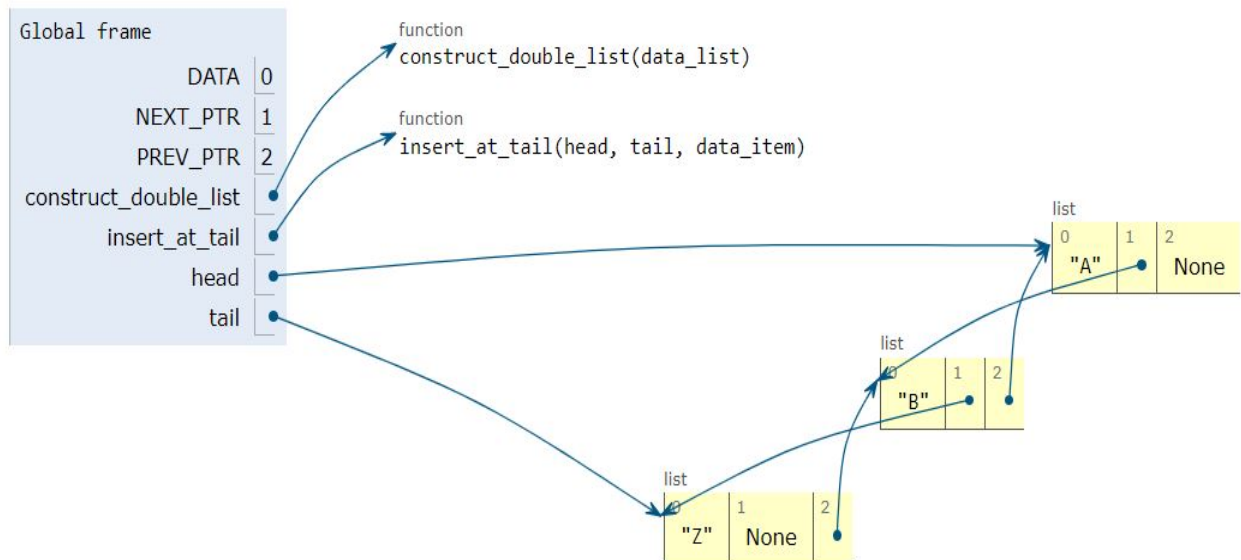 Global frame
DATA 0
NEXT_PTR 1
PREV_PTR 2
construct_double_list
insert_at_tail
head
tail
function
construct_double_list(data_list)
function
insert_at_tail(head, tail, data_item)
list
0 1 2
"A" None
list
0 1 2
"B"
list
0 1 2
"Z" None